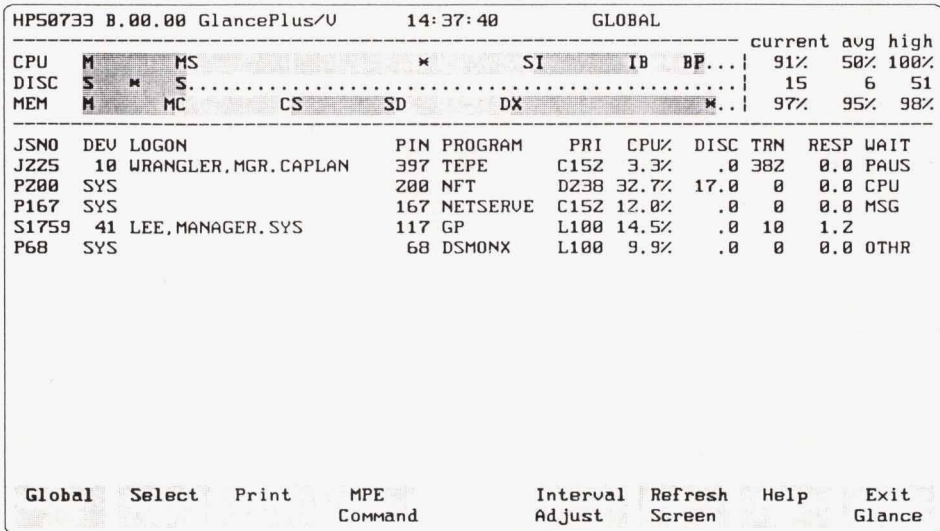 HP50733 B.00.00 GlancePlus/V 14:37:40 GLOBAL
current avg high
CPU M MS * SI IB BP...| 91% 50% 100%
DISC S * S....................................................| 15 6 51
MEM M MC CS SD DX *..| 97% 95% 98%
JSNO DEV LOGON PIN PROGRAM PRI CPU% DISC TRN RESP WAIT
J225 10 WRANGLER,MGR.CAPLAN 397 TEPE C152 3.3% .0 382 0.0 PAUS
P200 SYS 200 NFT D238 32.7% 17.0 0 0.0 CPU
P167 SYS 167 NETSERVE C152 12.0% .0 0 0.0 MSG
S1759 41 LEE,MANAGER.SYS 117 GP L100 14.5% .0 10 1.2
P68 SYS 68 DSMONX L100 9.9% .0 0 0.0 OTHR
Global Select Print MPE Command Interval Adjust Refresh Screen Help Exit Glance